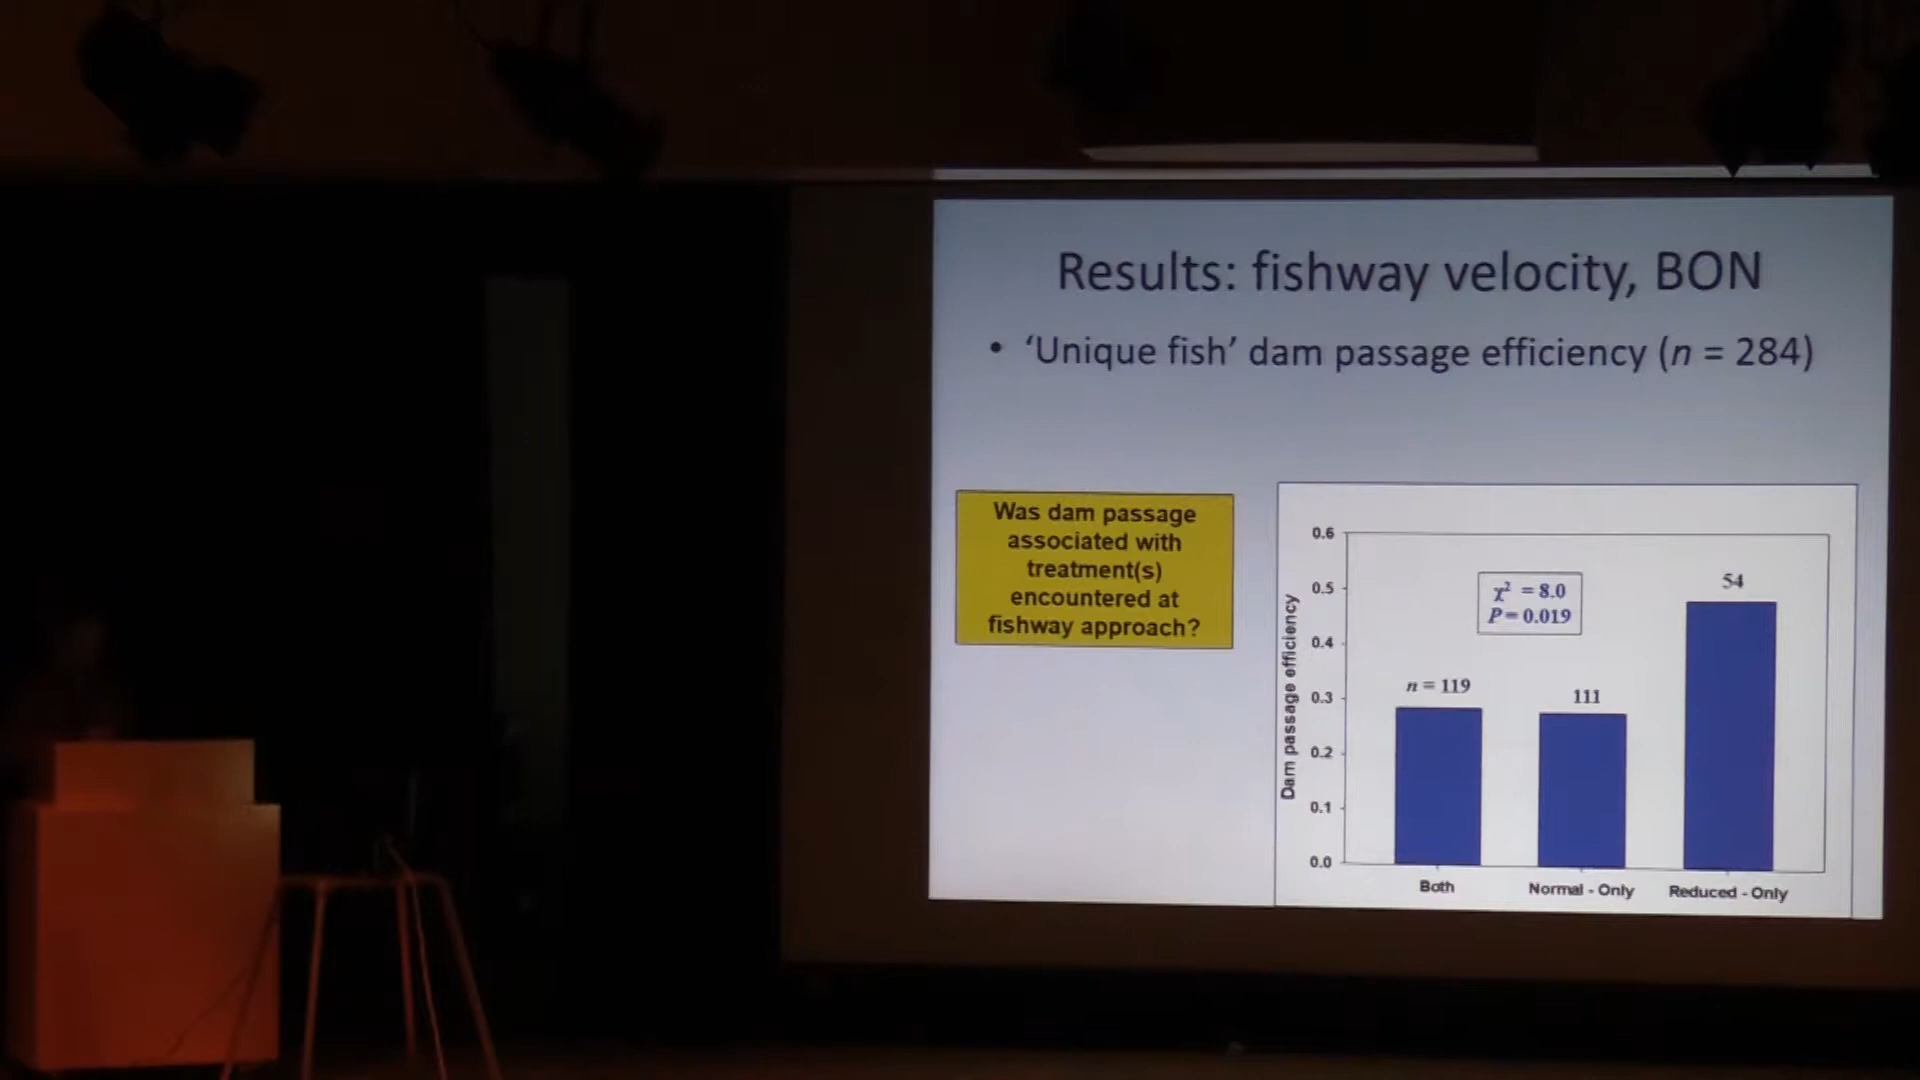 Results: fishway velocity, BON
• ‘Unique fish’ dam passage efficiency (n = 284)
Was dam passage
associated with
treatment(s)
encountered at
fishway approach?
Dam passage efficiency
0.6
0.5
0.4
0.3
0.2
0.1
0.0
χ² = 8.0
P = 0.019
n = 119
111
54
Both
Normal - Only
Reduced - Only